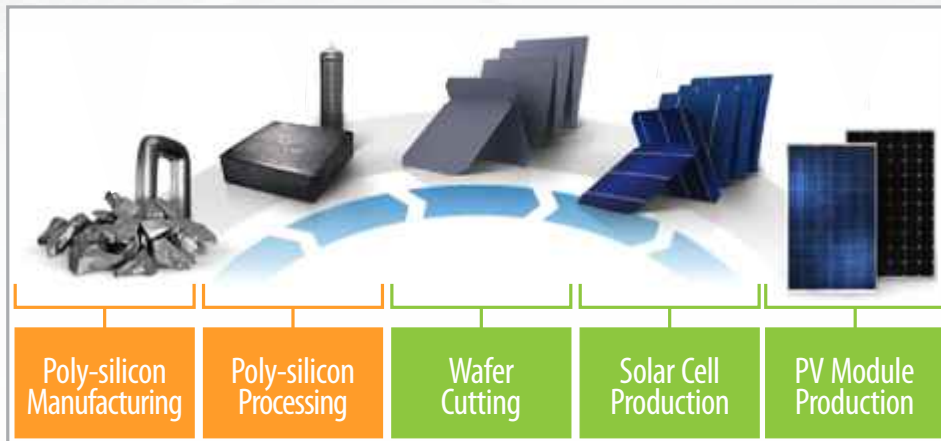 Poly-silicon
Manufacturing
Poly-silicon
Processing
Wafer
Cutting
Solar Cell
Production
PV Module
Production